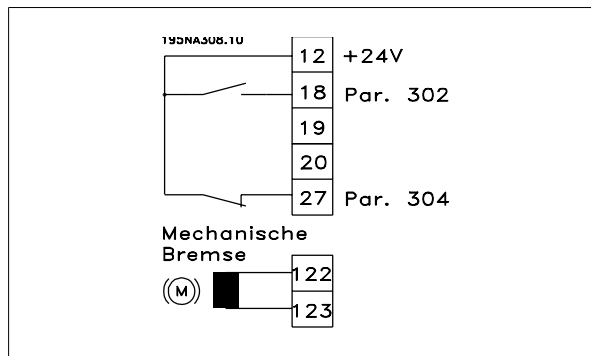 195NA308.10
12 +24V
18 Par. 302
19
20
27 Par. 304
Mechanische
Bremse
122
M
123